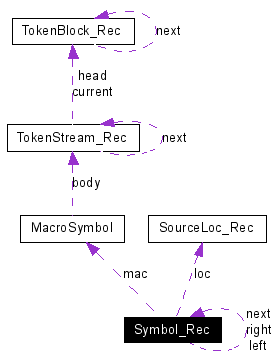 TokenBlock_Rec
next
head
current
TokenStream_Rec
next
body
MacroSymbol
SourceLoc_Rec
mac
loc
next
right
left
Symbol_Rec